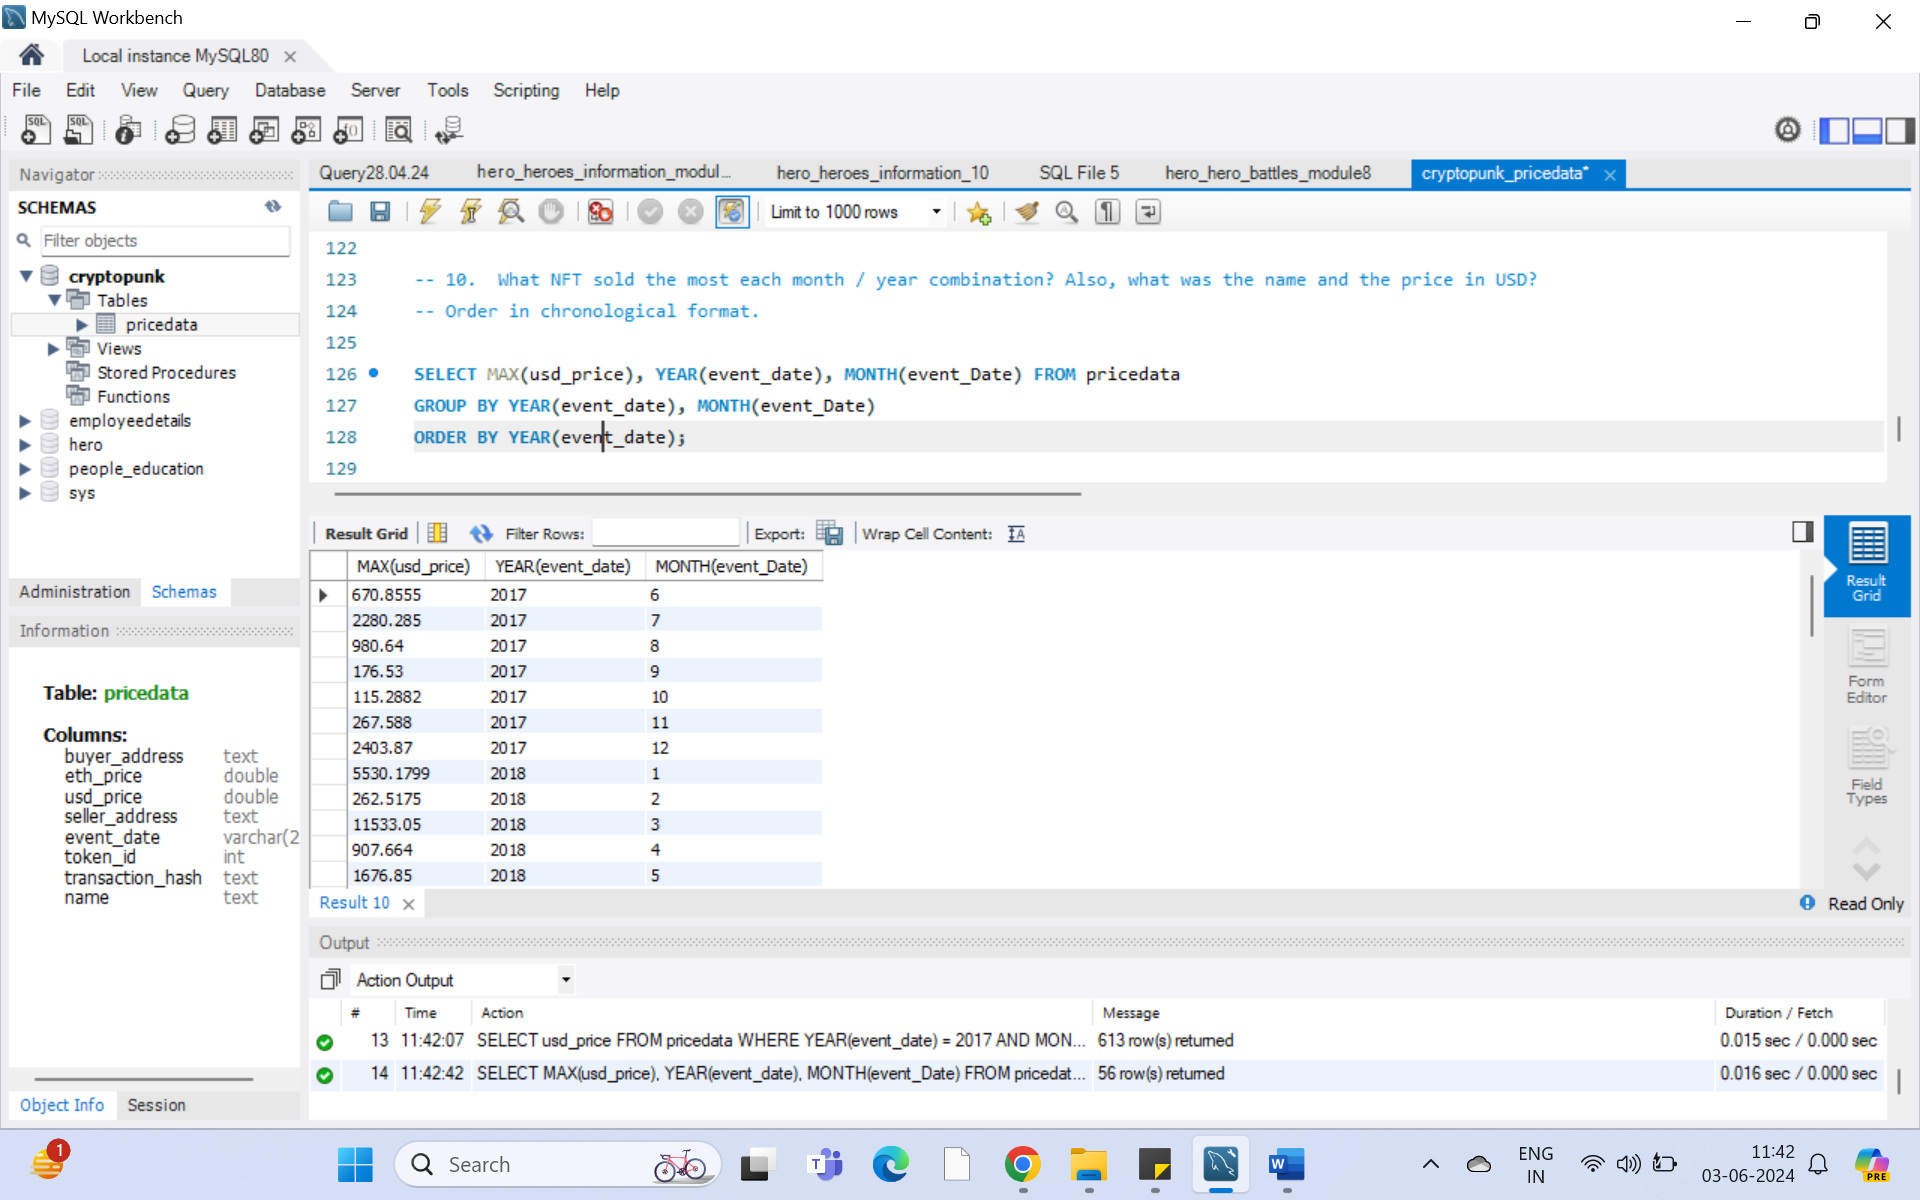 MySQL Workbench
Local instance MySQL80
File Edit View Query Database Server Tools Scripting Help
Navigator
SCHEMAS
Filter objects
cryptopunk
Tables
pricedata
Views
Stored Procedures
Functions
employeedetails
hero
people_education
sys
Administration Schemas
Information
Table: pricedata
Columns:
buyer_address text
eth_price double
usd_price double
seller_address text
event_date varchar(2
token_id int
transaction_hash text
name text
Object Info Session
Query28.04.24 hero_heroes_information_modul... hero_heroes_information_10 SQL File 5 hero_hero_battles_module8 cryptopunk_pricedata*
Limit to 1000 rows
122
123 -- 10.  What NFT sold the most each month / year combination? Also, what was the name and the price in USD?
124 -- Order in chronological format.
125
126 SELECT MAX(usd_price), YEAR(event_date), MONTH(event_Date) FROM pricedata
127 GROUP BY YEAR(event_date), MONTH(event_Date)
128 ORDER BY YEAR(event_date);
129
Result Grid Filter Rows: Export: Wrap Cell Content:
MAX(usd_price) YEAR(event_date) MONTH(event_Date)
670.8555 2017 6
2280.285 2017 7
980.64 2017 8
176.53 2017 9
115.2882 2017 10
267.588 2017 11
2403.87 2017 12
5530.1799 2018 1
262.5175 2018 2
11533.05 2018 3
907.664 2018 4
1676.85 2018 5
Result Grid
Form Editor
Field Types
Result 10
Read Only
Output
Action Output
# Time Action Message Duration / Fetch
13 11:42:07 SELECT usd_price FROM pricedata WHERE YEAR(event_date) = 2017 AND MON... 613 row(s) returned 0.015 sec / 0.000 sec
14 11:42:42 SELECT MAX(usd_price), YEAR(event_date), MONTH(event_Date) FROM pricedat... 56 row(s) returned 0.016 sec / 0.000 sec
1
Search
ENG
IN
11:42
03-06-2024
PRE